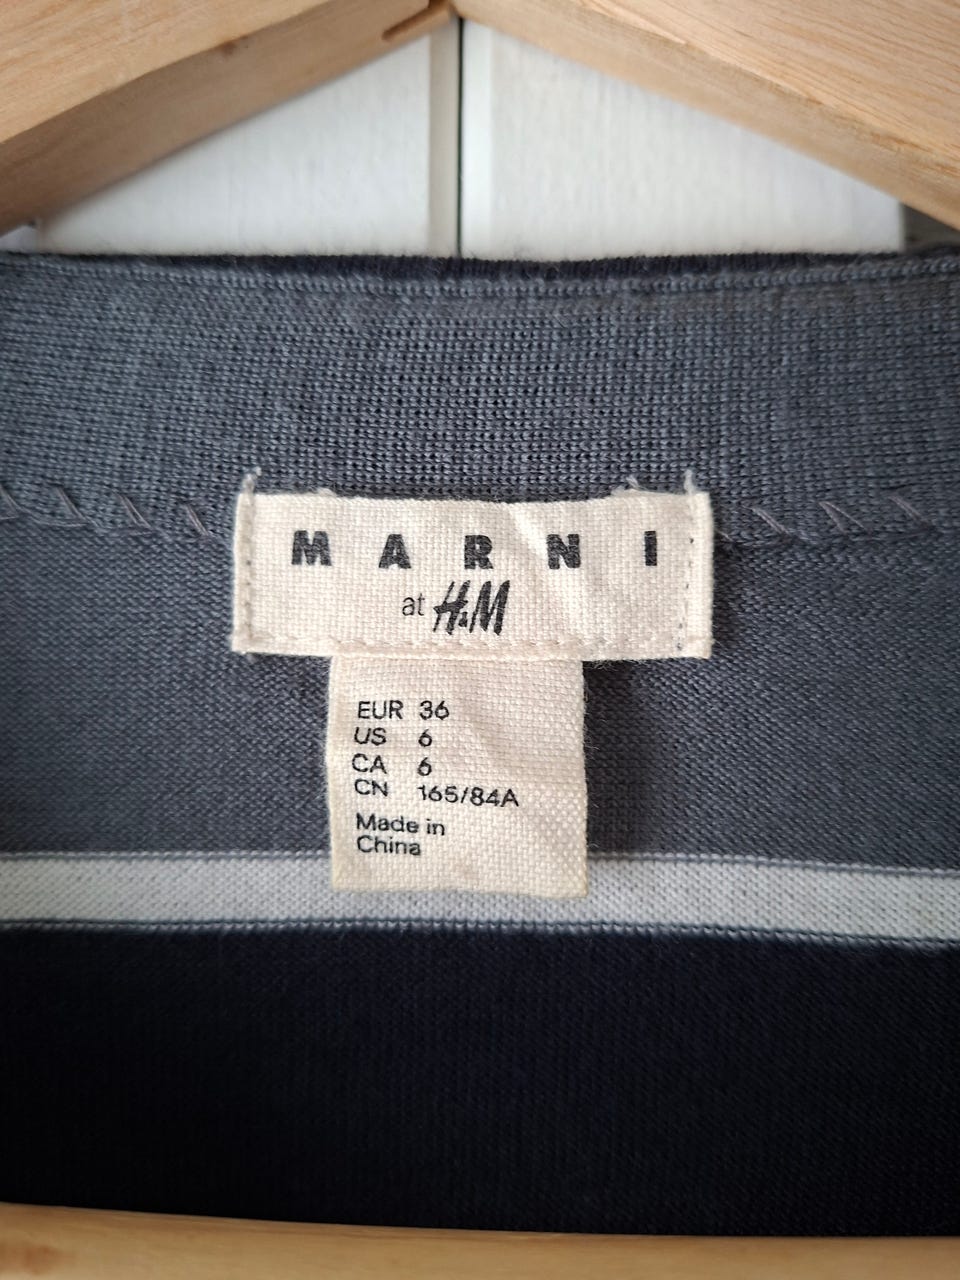 MARNI
at H&M
EUR 36
US 6
CA 6
CN 165/84A
Made in
China